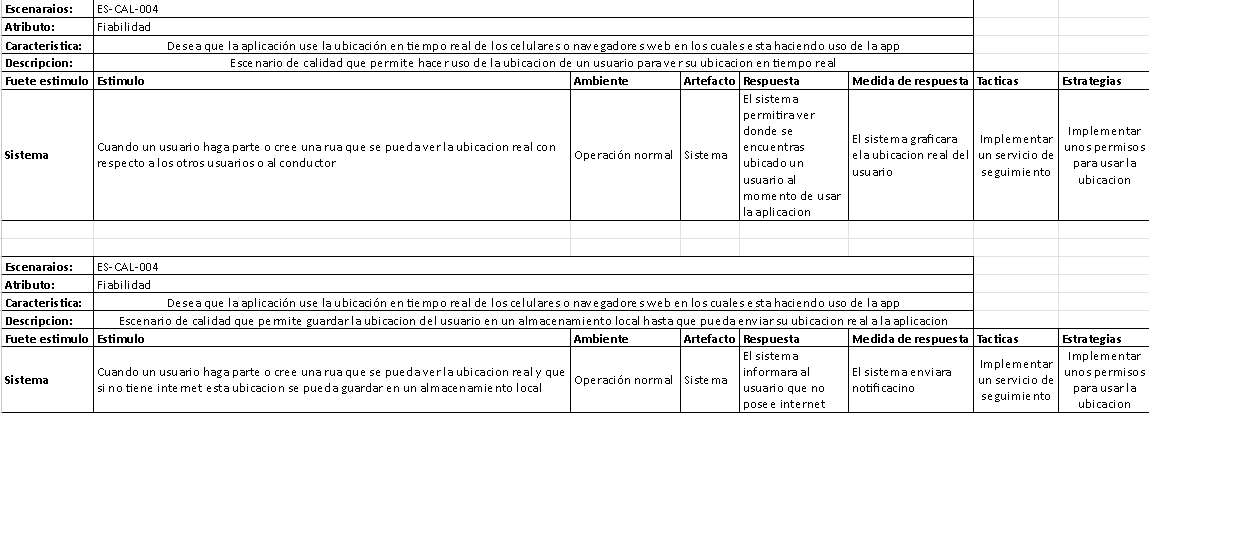 Escenaraios: ES-CAL-004
Atributo: Fiabilidad
Caracteristica: Desea que la aplicación use la ubicación en tiempo real de los celulares o navegadores web en los cuales esta haciendo uso de la app
Descripcion: Escenario de calidad que permite hacer uso de la ubicacion de un usuario para ver su ubicacion en tiempo real
Fuete estimulo Estimulo Ambiente Artefacto Respuesta Medida de respuesta Tacticas Estrategias
Sistema
Cuando un usuario haga parte o cree una rua que se pueda ver la ubicacion real con
respecto a los otros usuarios o al conductor
Operación normal
Sistema
El sistema
permitira ver
donde se
encuentras
ubicado un
usuario al
momento de usar
la aplicacion
El sistema graficara
ela ubicacion real del
usuario
Implementar
un servicio de
seguimiento
Implementar
unos permisos
para usar la
ubicacion
Escenaraios: ES-CAL-004
Atributo: Fiabilidad
Caracteristica: Desea que la aplicación use la ubicación en tiempo real de los celulares o navegadores web en los cuales esta haciendo uso de la app
Descripcion: Escenario de calidad que permite guardar la ubicacion del usuario en un almacenamiento local hasta que pueda enviar su ubicacion real a la aplicacion
Fuete estimulo Estimulo Ambiente Artefacto Respuesta Medida de respuesta Tacticas Estrategias
Sistema
Cuando un usuario haga parte o cree una rua que se pueda ver la ubicacion real y que
si no tiene internet esta ubicacion se pueda guardar en un almacenamiento local
Operación normal
Sistema
El sistema
informara al
usuario que no
posee internet
El sistema enviara
notificacino
Implementar
un servicio de
seguimiento
Implementar
unos permisos
para usar la
ubicacion